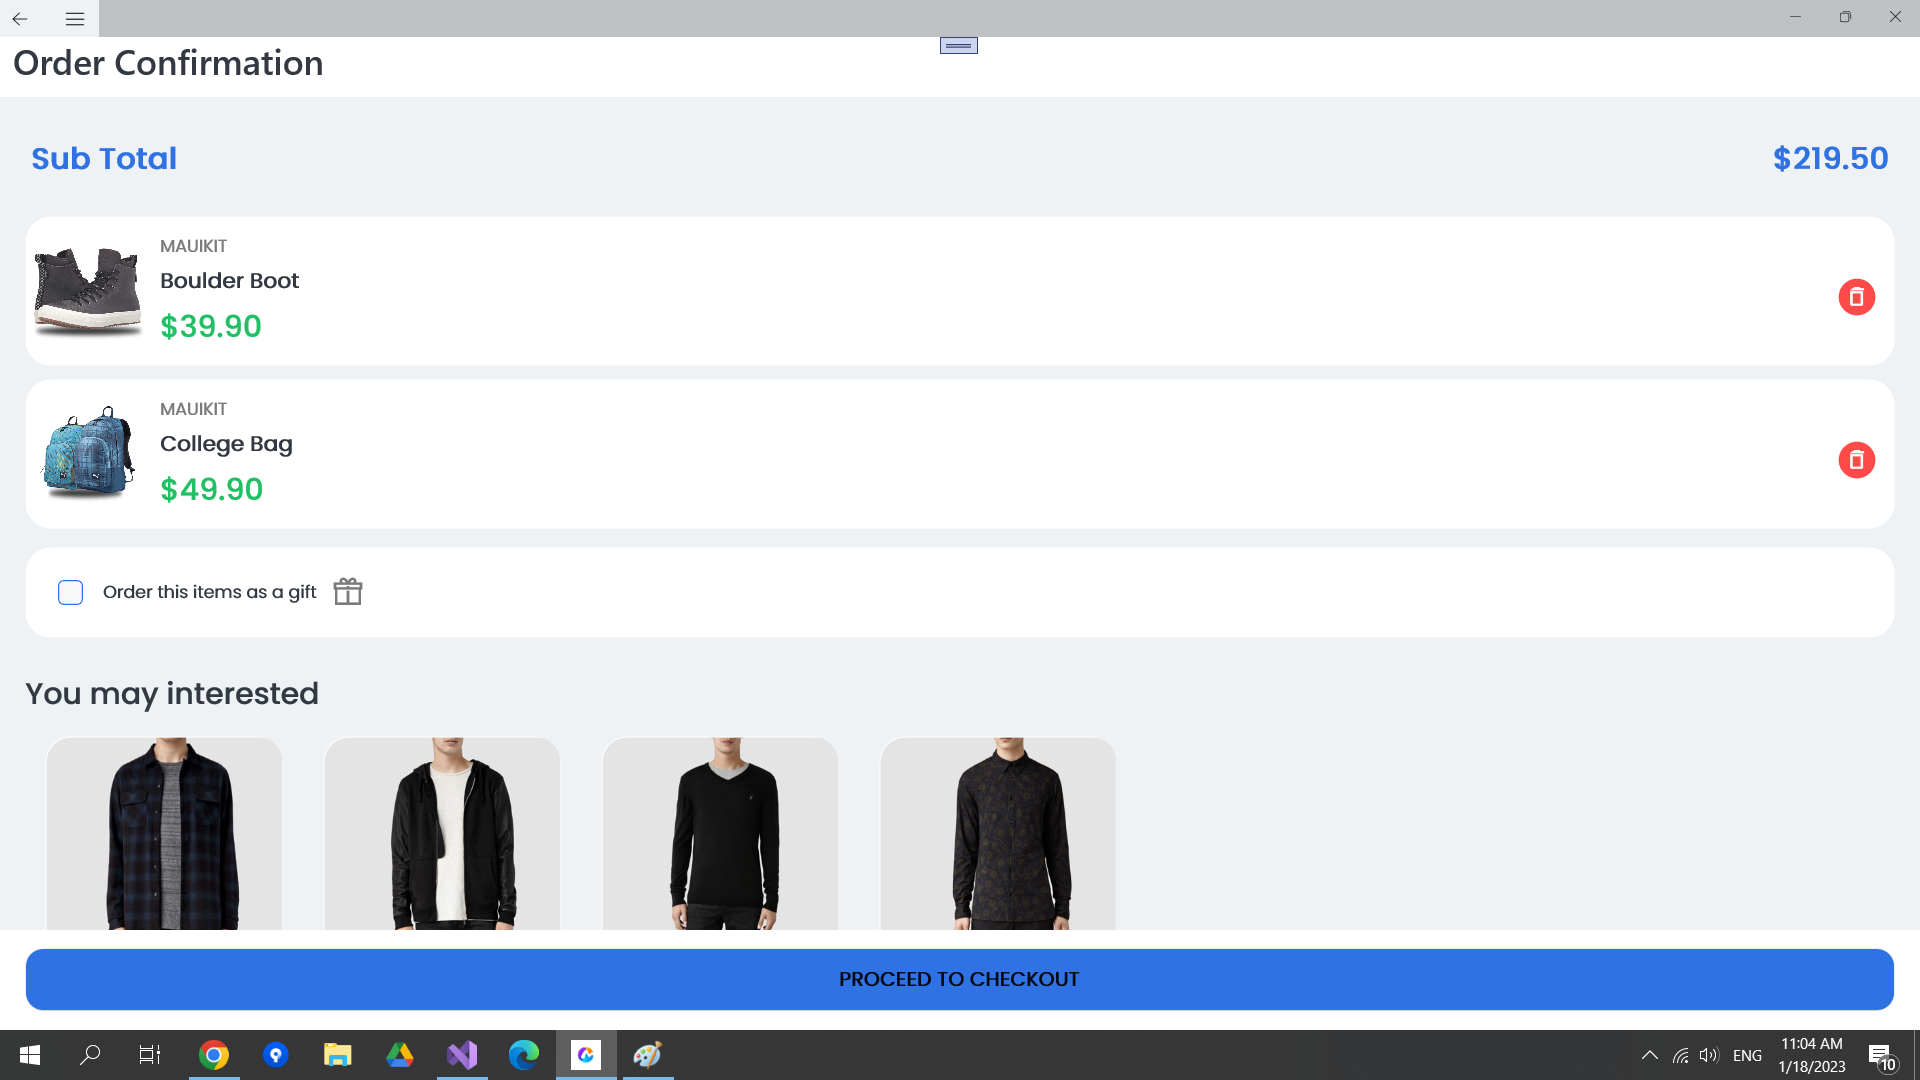 Order Confirmation
Sub Total
$219.50
MAUIKIT
Boulder Boot
$39.90
MAUIKIT
College Bag
$49.90
Order this items as a gift
You may interested
PROCEED TO CHECKOUT
ENG
11:04 AM
1/18/2023
10